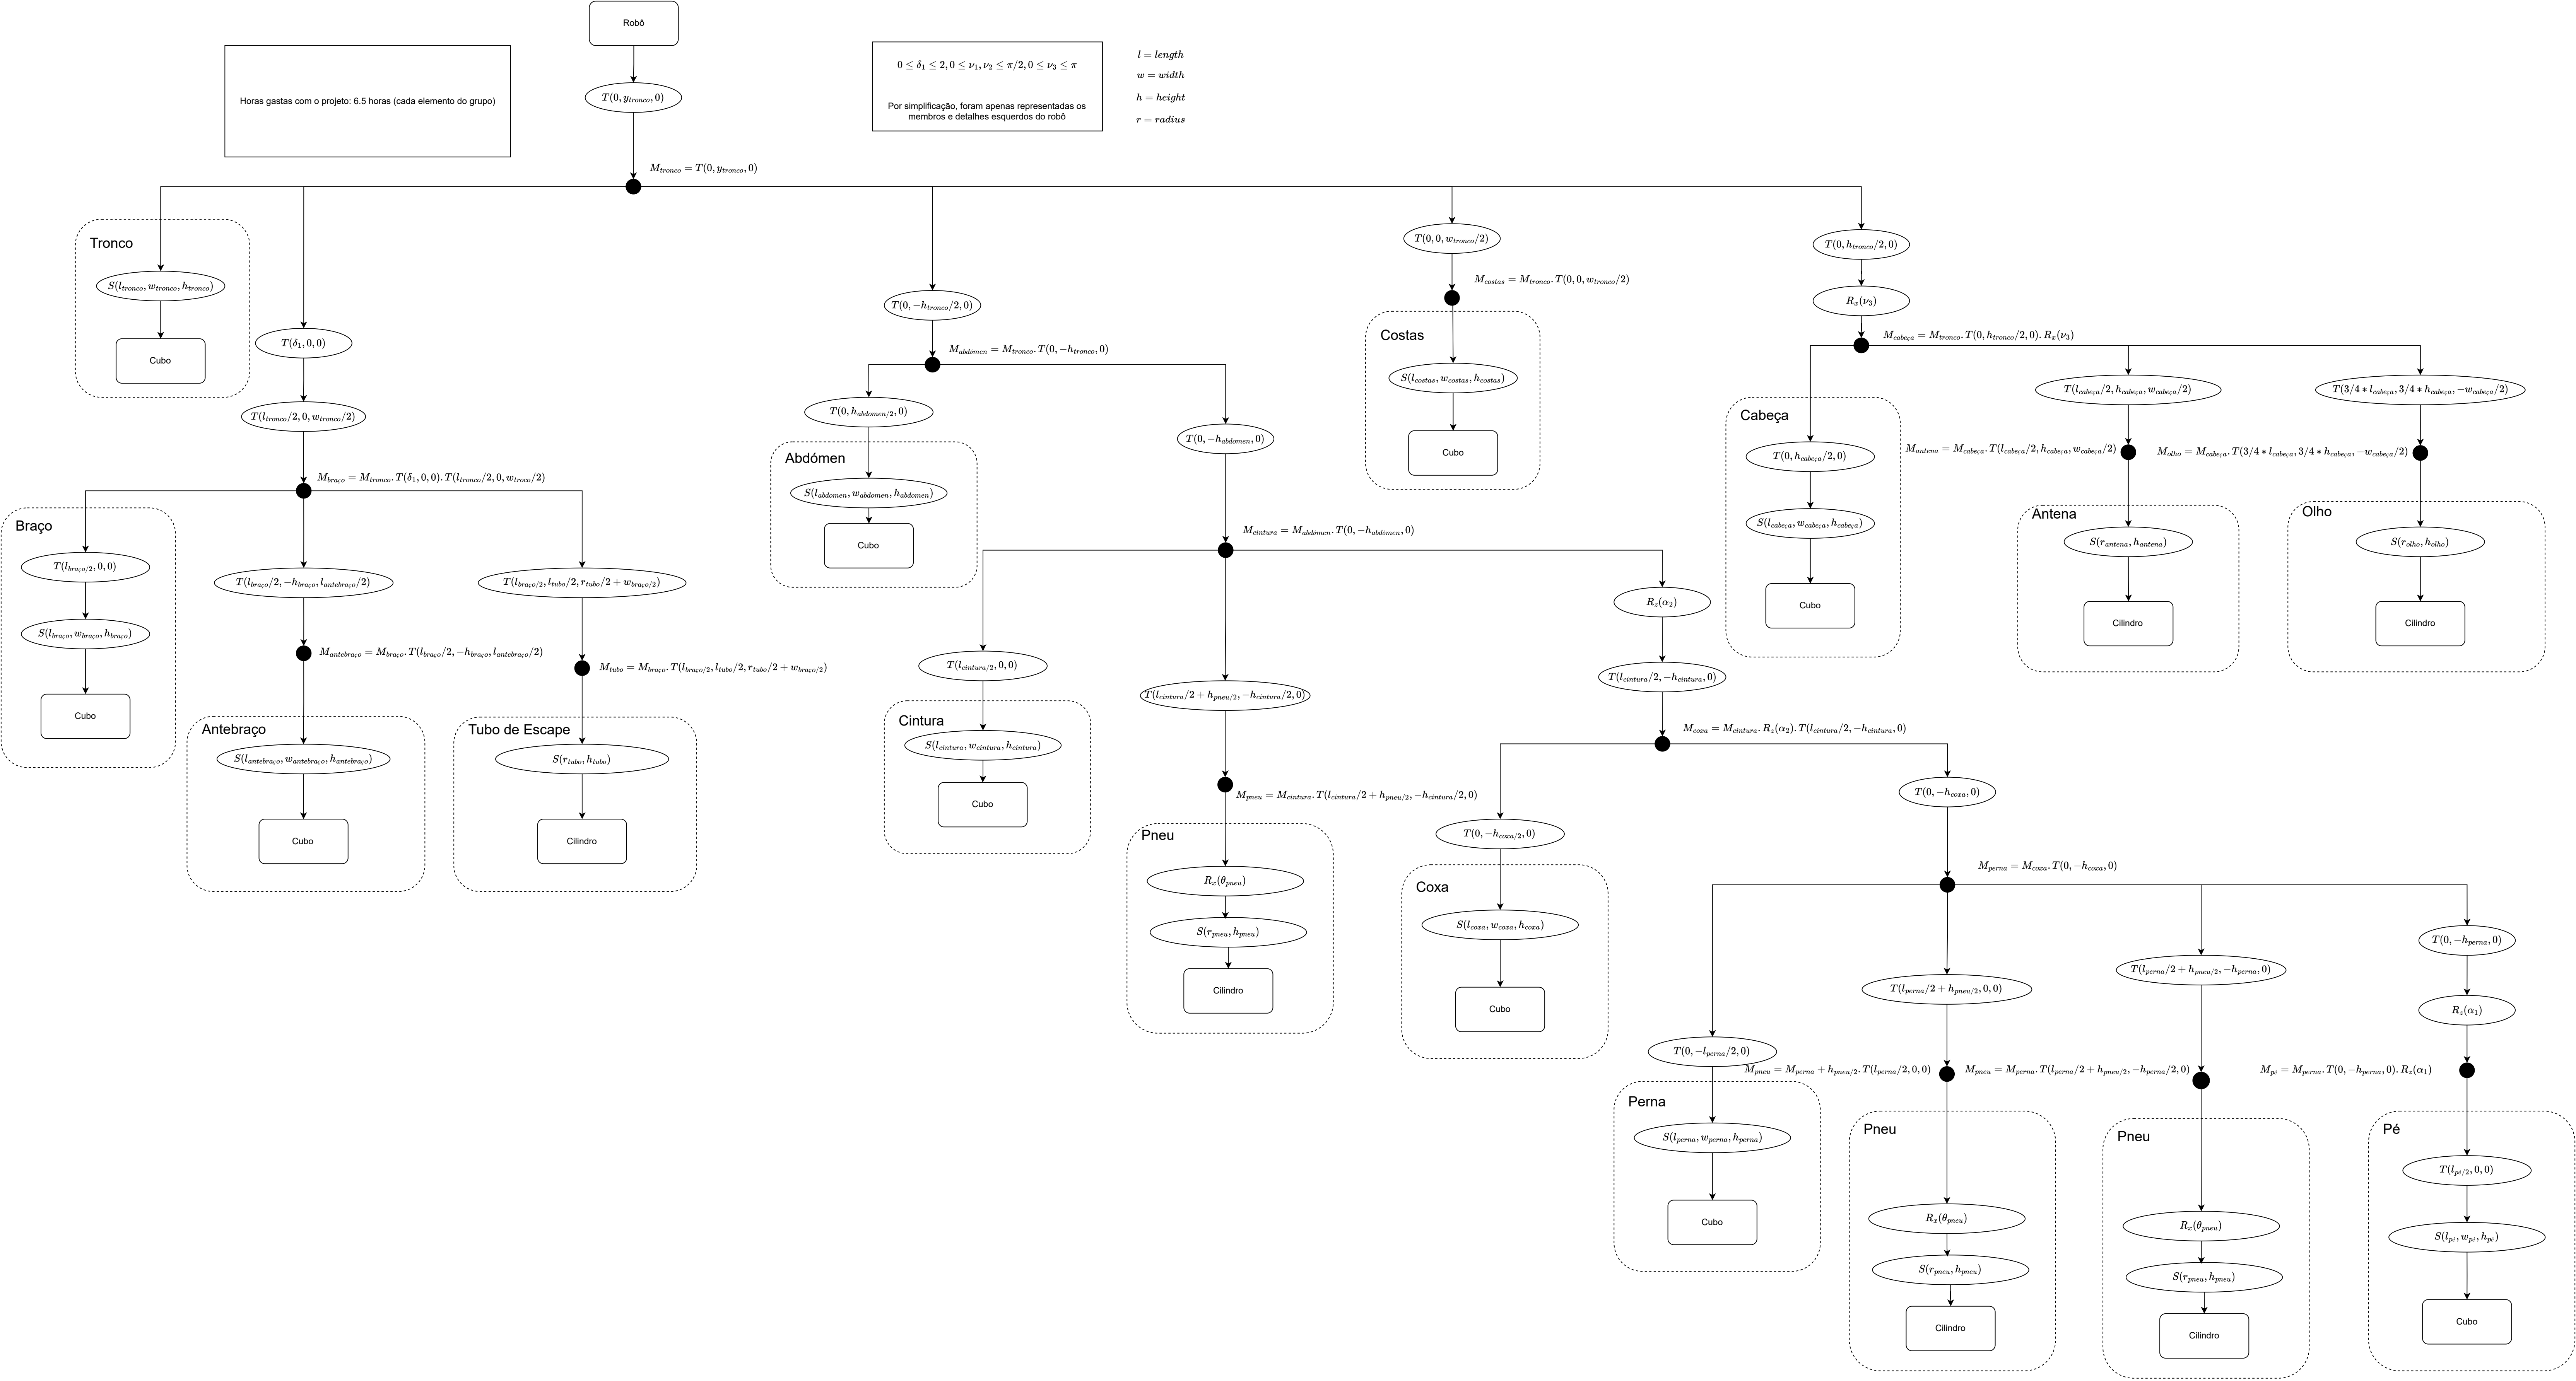 Robô
Horas gastas com o projeto: 6.5 horas (cada elemento do grupo)
0 ≤ δ₁ ≤ 2, 0 ≤ ν₁, ν₂ ≤ π/2, 0 ≤ ν₃ ≤ π
Por simplificação, foram apenas representadas os
membros e detalhes esquerdos do robô
l = length
w = width
h = height
r = radius
T(0, y_tronco, 0)
M_tronco = T(0, y_tronco, 0)
Tronco
S(l_tronco, w_tronco, h_tronco)
Cubo
T(δ₁, 0, 0)
T(l_tronco/2, 0, w_tronco/2)
M_braço = M_tronco.T(δ₁, 0, 0).T(l_tronco/2, 0, w_troco/2)
Braço
T(l_braço/2, 0, 0)
S(l_braço, w_braço, h_braço)
Cubo
T(l_braço/2, −h_braço, l_antebraço/2)
M_antebraço = M_braço.T(l_braço/2, −h_braço, l_antebraço/2)
Antebraço
S(l_antebraço, w_antebraço, h_antebraço)
Cubo
T(l_braço/2, l_tubo/2, r_tubo/2 + w_braço/2)
M_tubo = M_braço.T(l_braço/2, l_tubo/2, r_tubo/2 + w_braço/2)
Tubo de Escape
S(r_tubo, h_tubo)
Cilindro
T(0, −h_tronco/2, 0)
M_abdómen = M_tronco.T(0, −h_tronco, 0)
T(0, h_abdomen/2, 0)
Abdómen
S(l_abdomen, w_abdomen, h_abdomen)
Cubo
T(0, −h_abdomen, 0)
M_cintura = M_abdómen.T(0, −h_abdómen, 0)
T(l_cintura/2, 0, 0)
Cintura
S(l_cintura, w_cintura, h_cintura)
Cubo
T(l_cintura/2 + h_pneu/2, −h_cintura/2, 0)
M_pneu = M_cintura.T(l_cintura/2 + h_pneu/2, −h_cintura/2, 0)
Pneu
R_x(θ_pneu)
S(r_pneu, h_pneu)
Cilindro
R_z(α₂)
T(l_cintura/2, −h_cintura, 0)
M_coxa = M_cintura.R_z(α₂).T(l_cintura/2, −h_cintura, 0)
T(0, −h_coxa/2, 0)
Coxa
S(l_coxa, w_coxa, h_coxa)
Cubo
T(0, −h_coxa, 0)
M_perna = M_coxa.T(0, −h_coxa, 0)
T(0, −l_perna/2, 0)
Perna
S(l_perna, w_perna, h_perna)
Cubo
T(l_perna/2 + h_pneu/2, 0, 0)
M_pneu = M_perna + h_pneu/2.T(l_perna/2, 0, 0)
Pneu
R_x(θ_pneu)
S(r_pneu, h_pneu)
Cilindro
T(l_perna/2 + h_pneu/2, −h_perna, 0)
M_pneu = M_perna.T(l_perna/2 + h_pneu/2, −h_perna/2, 0)
Pneu
R_x(θ_pneu)
S(r_pneu, h_pneu)
Cilindro
T(0, −h_perna, 0)
R_z(α₁)
M_pé = M_perna.T(0, −h_perna, 0).R_z(α₁)
Pé
T(l_pé/2, 0, 0)
S(l_pé, w_pé, h_pé)
Cubo
T(0, 0, w_tronco/2)
M_costas = M_tronco.T(0, 0, w_tronco/2)
Costas
S(l_costas, w_costas, h_costas)
Cubo
T(0, h_tronco/2, 0)
R_x(ν₃)
M_cabeça = M_tronco.T(0, h_tronco/2, 0).R_x(ν₃)
Cabeça
T(0, h_cabeça/2, 0)
S(l_cabeça, w_cabeça, h_cabeça)
Cubo
T(l_cabeça/2, h_cabeça, w_cabeça/2)
M_antena = M_cabeça.T(l_cabeça/2, h_cabeça, w_cabeça/2)
Antena
S(r_antena, h_antena)
Cilindro
T(3/4 * l_cabeça, 3/4 * h_cabeça, −w_cabeça/2)
M_olho = M_cabeça.T(3/4 * l_cabeça, 3/4 * h_cabeça, −w_cabeça/2)
Olho
S(r_olho, h_olho)
Cilindro